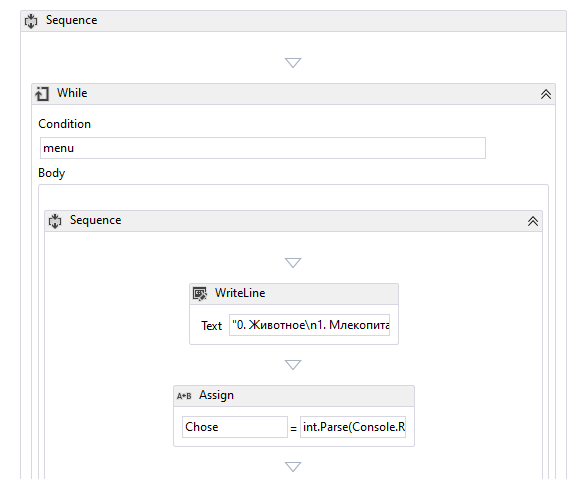 Sequence
While
Condition
menu
Body
Sequence
WriteLine
Text "0. Животное\n1. Млекопита
Assign
Chose = int.Parse(Console.R